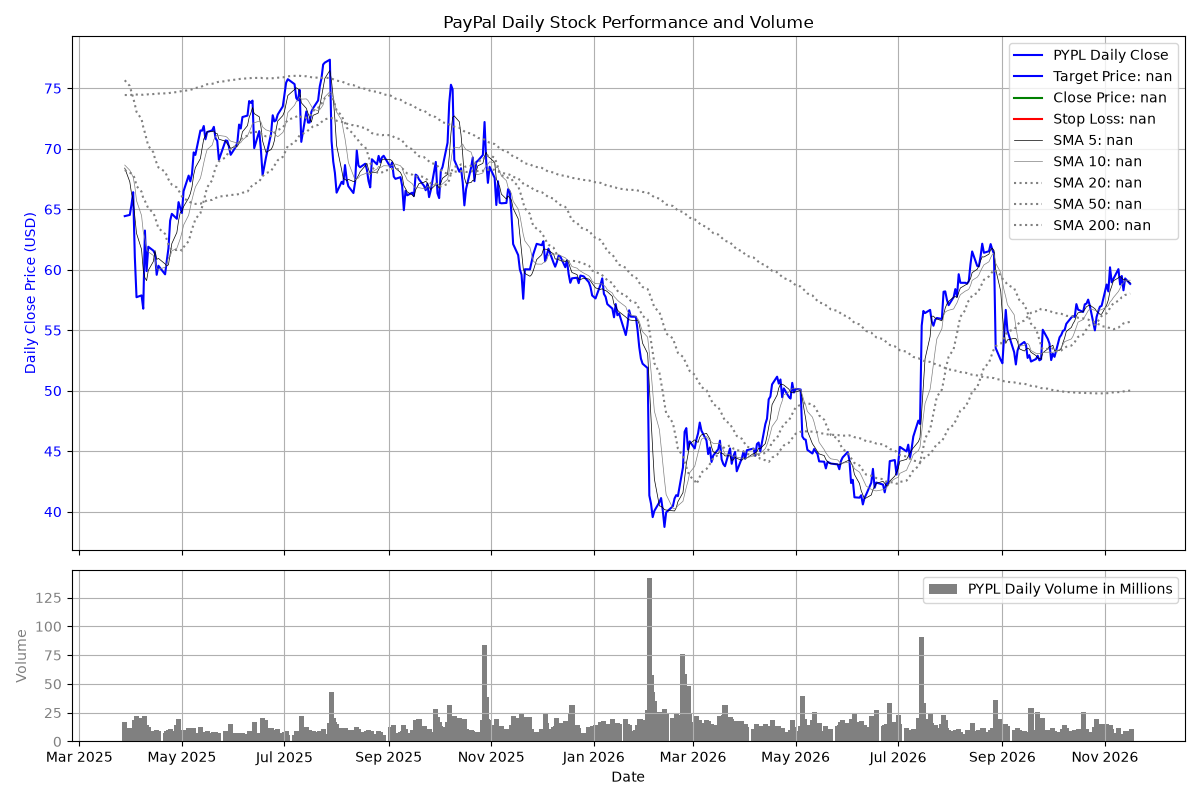 PayPal Daily Stock Performance and Volume
PYPL Daily Close
Target Price: nan
Close Price: nan
Stop Loss: nan
SMA 5: nan
SMA 10: nan
SMA 20: nan
SMA 50: nan
SMA 200: nan
Daily Close Price (USD)
75
70
65
60
55
50
45
40
PYPL Daily Volume in Millions
Volume
125
100
75
50
25
0
Mar 2025 May 2025 Jul 2025 Sep 2025 Nov 2025 Jan 2026 Mar 2026 May 2026 Jul 2026 Sep 2026 Nov 2026
Date